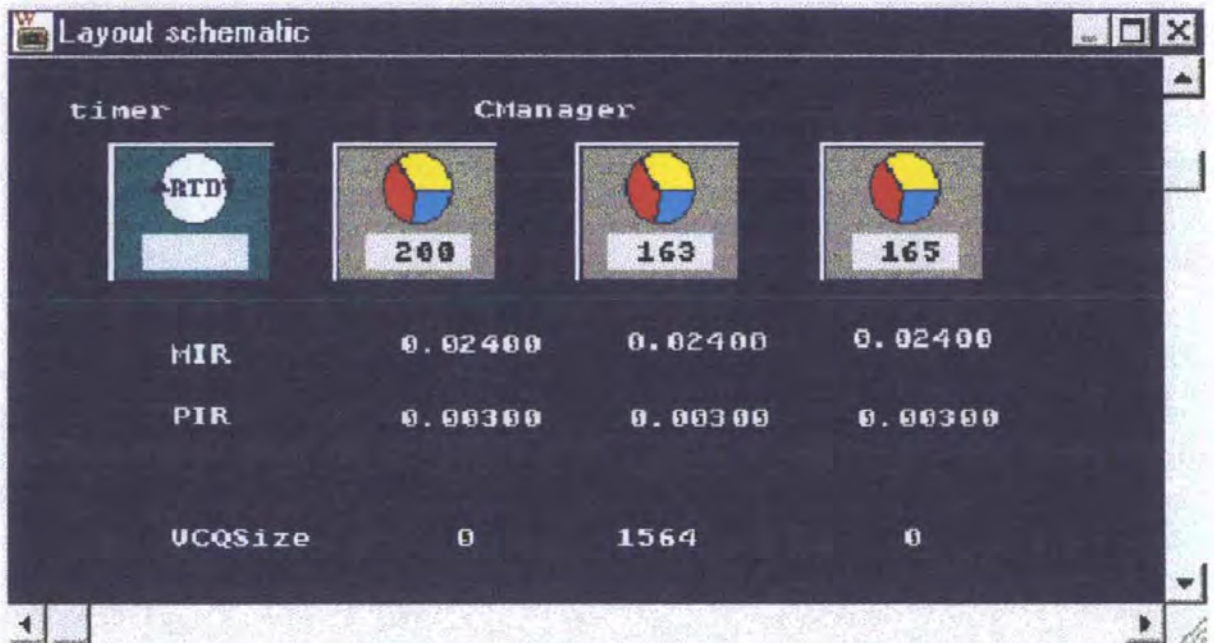 Layout schematic
timer CManager
RTD
200 163 165
MIR 0.02400 0.02400 0.02400
PIR 0.00300 0.00300 0.00300
VCQSize 0 1564 0